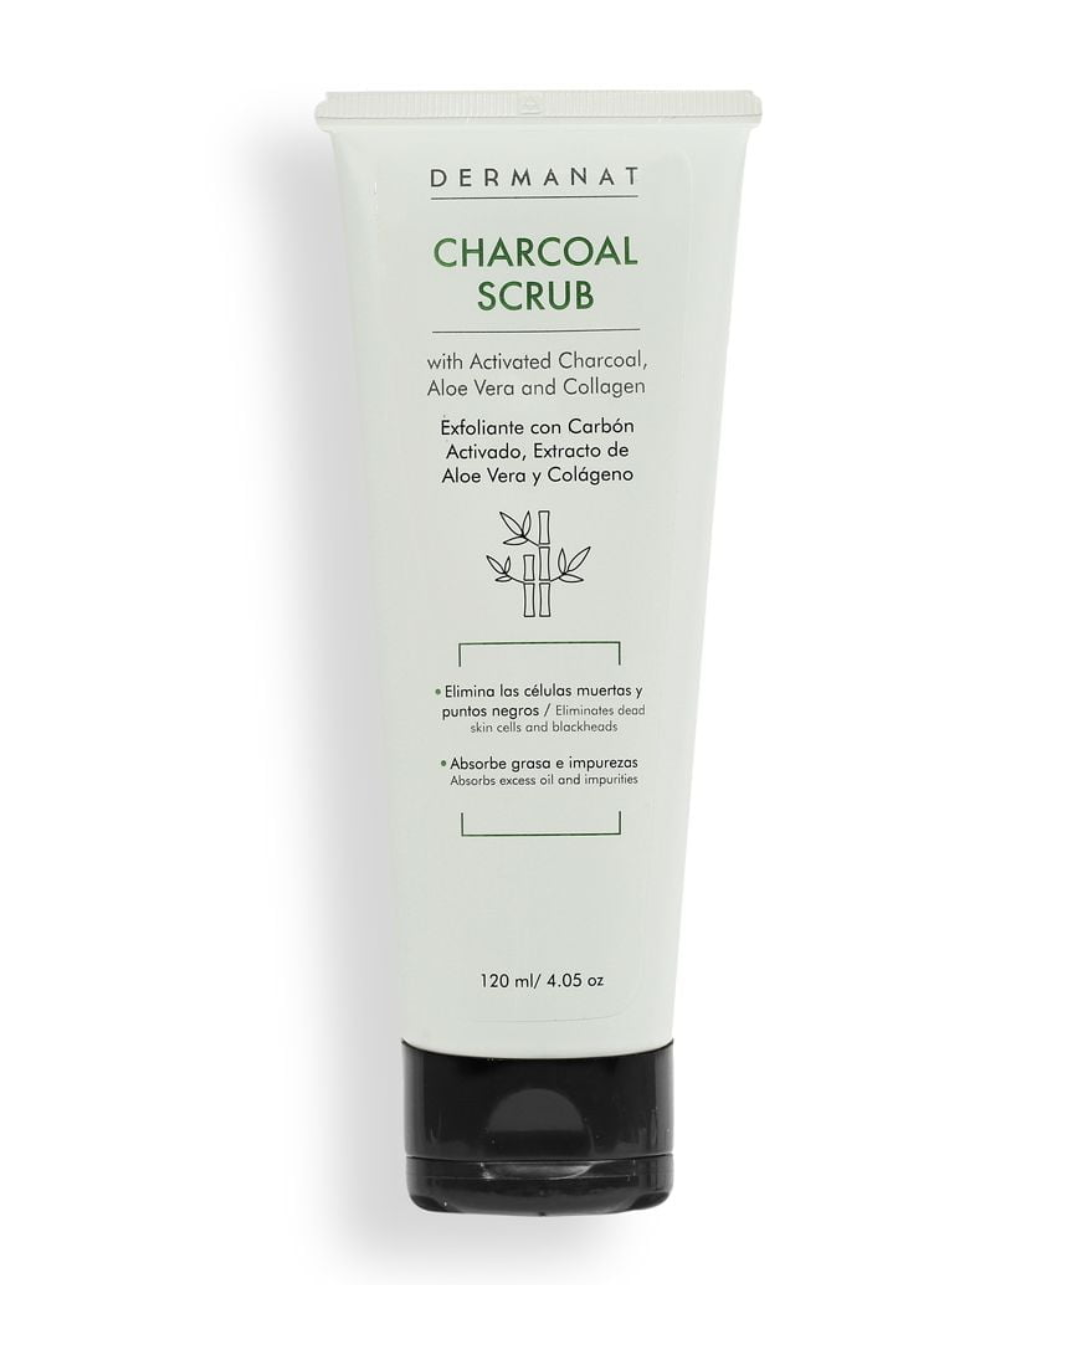 DERMANAT
CHARCOAL
SCRUB
with Activated Charcoal,
Aloe Vera and Collagen
Exfoliante con Carbón
Activado, Extracto de
Aloe Vera y Colágeno
• Elimina las células muertas y
puntos negros / Eliminates dead
skin cells and blackheads
• Absorbe grasa e impurezas
Absorbs excess oil and impurities
120 ml/ 4.05 oz